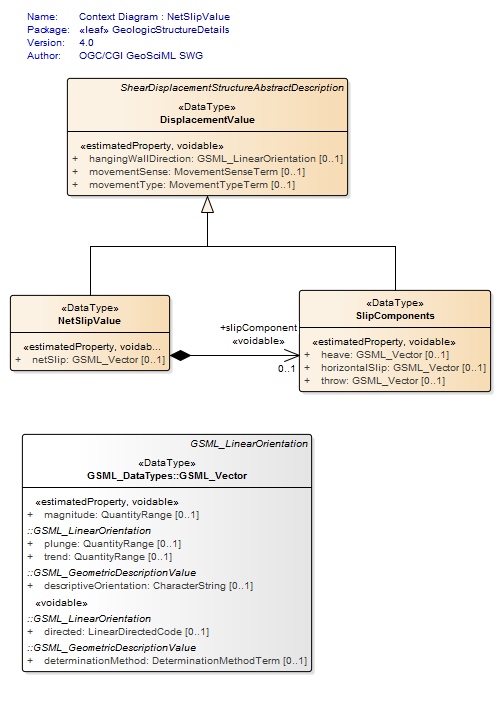 Name: Context Diagram : NetSlipValue
Package: «leaf» GeologicStructureDetails
Version: 4.0
Author: OGC/CGI GeoSciML SWG
ShearDisplacementStructureAbstractDescription
«DataType»
DisplacementValue
«estimatedProperty, voidable»
+ hangingWallDirection: GSML_LinearOrientation [0..1]
+ movementSense: MovementSenseTerm [0..1]
+ movementType: MovementTypeTerm [0..1]
«DataType»
NetSlipValue
«estimatedProperty, voidab...
+ netSlip: GSML_Vector [0..1]
+slipComponent
«voidable»
0..1
«DataType»
SlipComponents
«estimatedProperty, voidable»
+ heave: GSML_Vector [0..1]
+ horizontalSlip: GSML_Vector [0..1]
+ throw: GSML_Vector [0..1]
GSML_LinearOrientation
«DataType»
GSML_DataTypes::GSML_Vector
«estimatedProperty, voidable»
+ magnitude: QuantityRange [0..1]
::GSML_LinearOrientation
+ plunge: QuantityRange [0..1]
+ trend: QuantityRange [0..1]
::GSML_GeometricDescriptionValue
+ descriptiveOrientation: CharacterString [0..1]
«voidable»
::GSML_LinearOrientation
+ directed: LinearDirectedCode [0..1]
::GSML_GeometricDescriptionValue
+ determinationMethod: DeterminationMethodTerm [0..1]